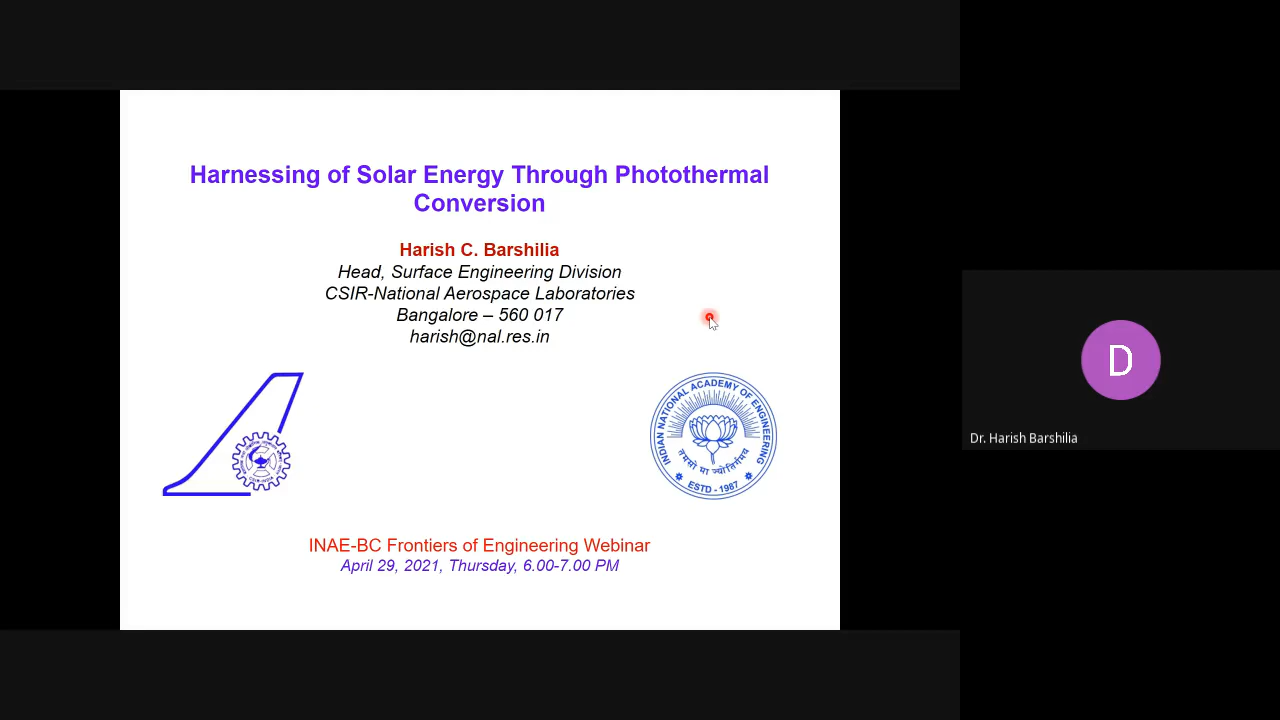 Harnessing of Solar Energy Through Photothermal
Conversion
Harish C. Barshilia
Head, Surface Engineering Division
CSIR-National Aerospace Laboratories
Bangalore – 560 017
harish@nal.res.in
INDIAN NATIONAL ACADEMY OF ENGINEERING
तमसो मा ज्योतिर्गमय
ESTD - 1987
INAE-BC Frontiers of Engineering Webinar
April 29, 2021, Thursday, 6.00-7.00 PM
D
Dr. Harish Barshilia